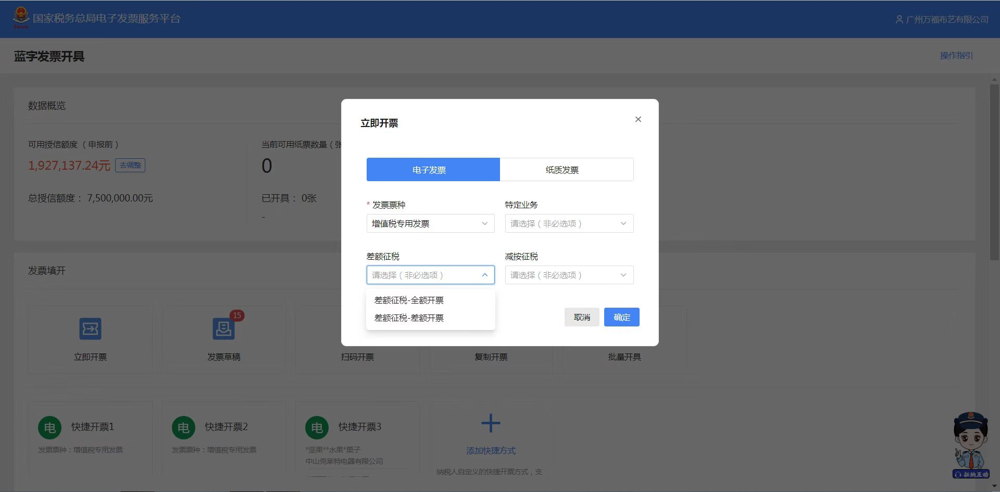 国家税务总局电子发票服务平台
广州万福布艺有限公司
蓝字发票开具
操作指引
数据概览
可用授信额度（申报前）
1,927,137.24元 去调整
总授信额度： 7,500,000.00元
当前可用纸票数量（张
0
已开具： 0张
-
立即开票
电子发票
纸质发票
* 发票票种
特定业务
增值税专用发票
请选择（非必选项）
差额征税
减按征税
请选择（非必选项）
请选择（非必选项）
差额征税-全额开票
差额征税-差额开票
取消
确定
发票填开
立即开票
15
发票草稿
扫码开票
复制开票
批量开具
电 快捷开票1
发票票种：增值税专用发票
电 快捷开票2
发票票种：增值税专用发票
电 快捷开票3
*坚果**水果*栗子
中山克莱特电器有限公司
添加快捷方式
纳税人自定义的快捷开票方式，支
征纳互动